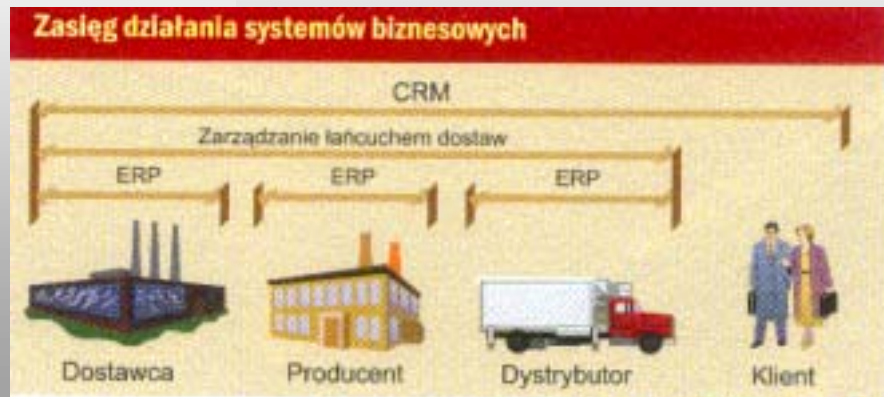 Zasięg działania systemów biznesowych
CRM
Zarządzanie łańcuchem dostaw
ERP ERP ERP
Dostawca Producent Dystrybutor Klient